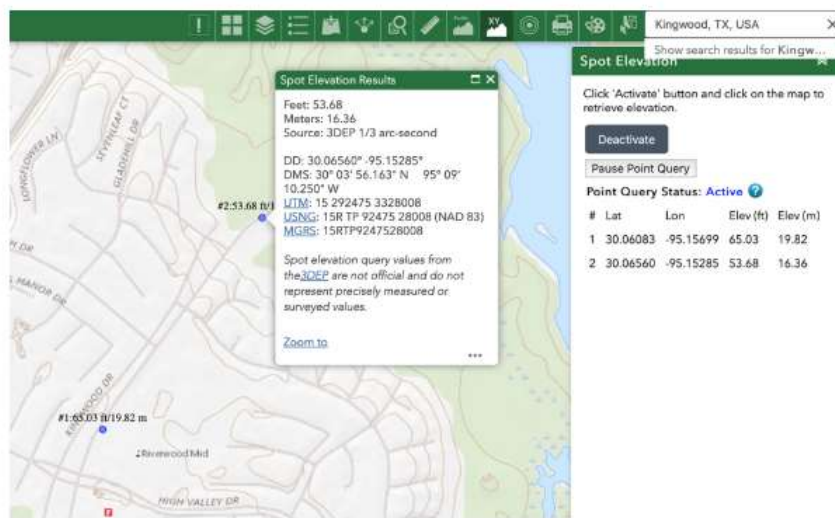 Kingwood, TX, USA
Show search results for Kingw...
Spot Elevation
Click 'Activate' button and click on the map to
retrieve elevation.
Deactivate
Pause Point Query
Point Query Status: Active ?
# Lat Lon Elev (ft) Elev (m)
1 30.06083 -95.15699 65.03 19.82
2 30.06560 -95.15285 53.68 16.36
Spot Elevation Results
Feet: 53.68
Meters: 16.36
Source: 3DEP 1/3 arc-second
DD: 30.06560° -95.15285°
DMS: 30° 03' 56.163" N 95° 09'
10.250" W
UTM: 15 292475 3328008
USNG: 15R TP 92475 28008 (NAD 83)
MGRS: 15RTP9247528008
Spot elevation query values from
the3DEP are not official and do not
represent precisely measured or
surveyed values.
Zoom to
LONGFLOWER LN
SEVENLEAF CT
GLADEHILL DR
#2:53.68 ft/1
DR
MANOR DR
KINGWOOD DR
#1:65.03 ft/19.82 m
Riverwood Mid
HIGH VALLEY DR